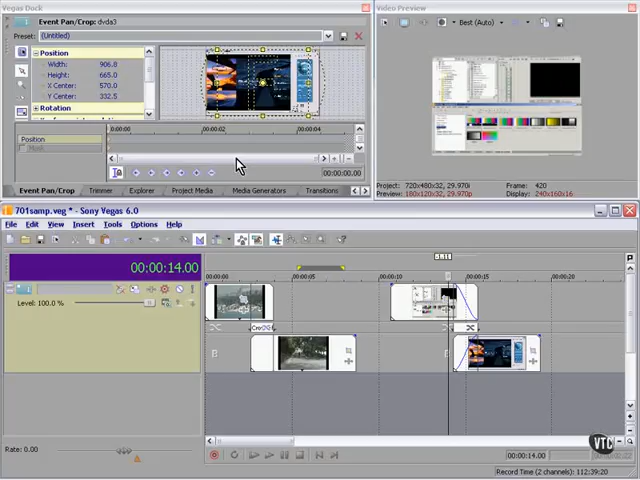 Vegas Dock
Video Preview
Event Pan/Crop: dvda3
Preset: (Untitled)
Best (Auto)
Position
Width: 906.8
Height: 665.0
X Center: 570.0
Y Center: 332.5
Rotation
Position
Mask
0:00:00
00:00:02
00:00:04
00:00:00.00
Event Pan/Crop
Trimmer
Explorer
Project Media
Media Generators
Transitions
Project: 720x480x32, 29.970i
Frame: 420
Preview: 180x120x32, 29.970p
Display: 240x160x16
701samp.veg * - Sony Vegas 6.0
File Edit View Insert Tools Options Help
-1.11
00:00:14.00
00:00:00
00:00:05
00:00:10
00:00:15
00:00:20
Level: 100.0 %
Rate: 0.00
VTC
00:00:14.00
Record Time (2 channels): 112:39:20